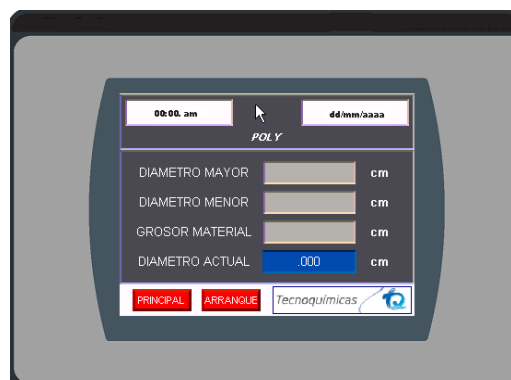 00:00. am
dd/mm/aaaa
POLY
DIAMETRO MAYOR cm
DIAMETRO MENOR cm
GROSOR MATERIAL cm
DIAMETRO ACTUAL .000 cm
PRINCIPAL ARRANQUE Tecnoquímicas TQ